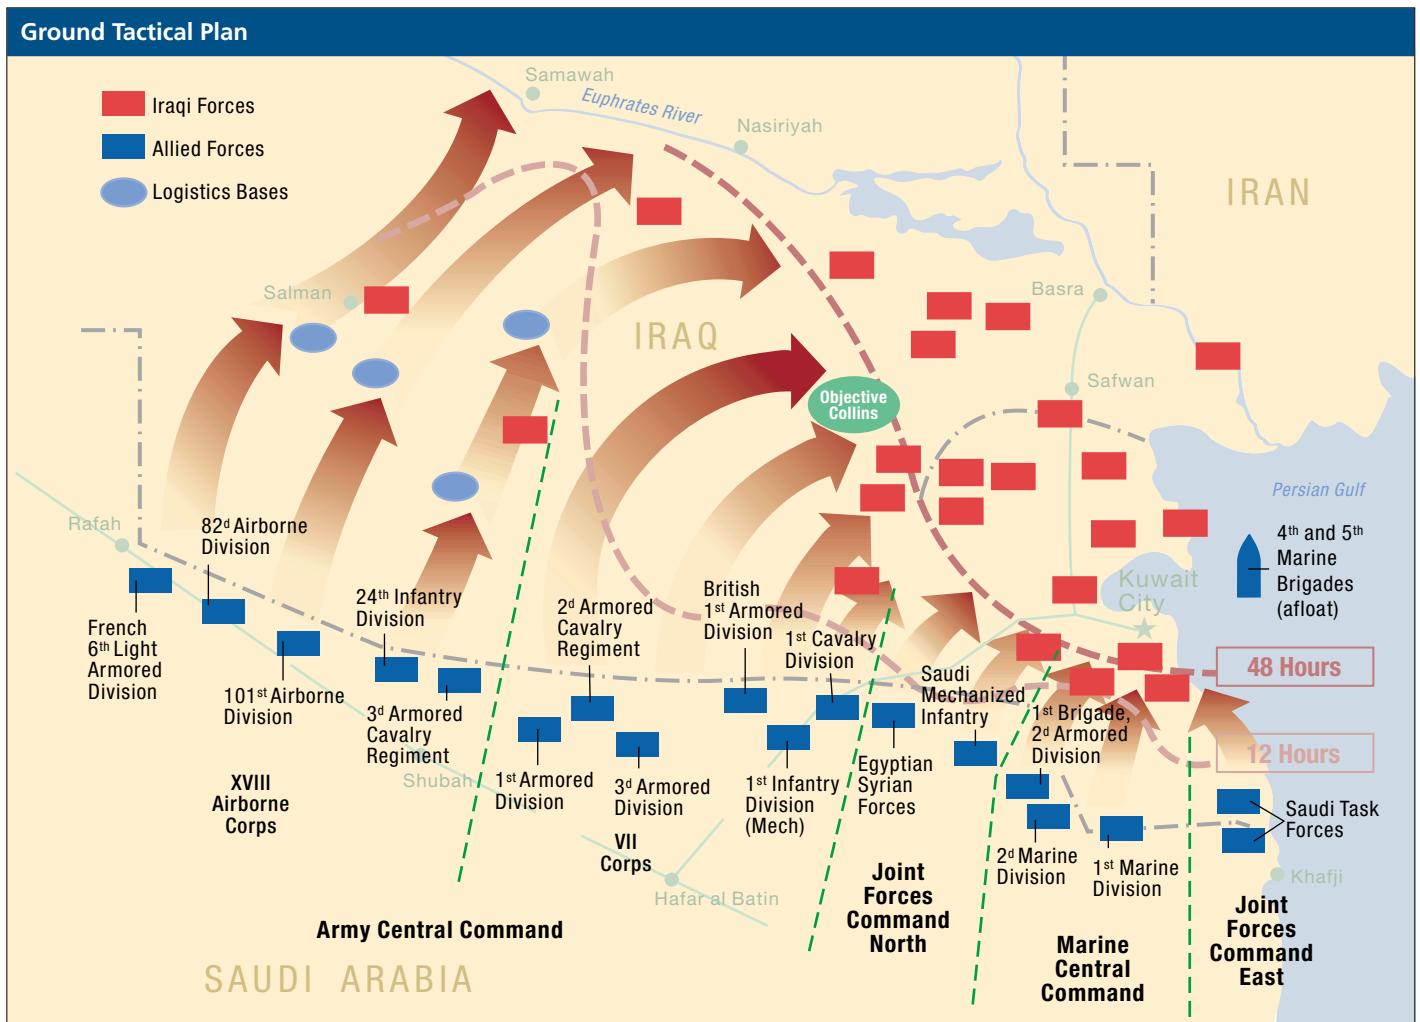 Ground Tactical Plan
Iraqi Forces
Allied Forces
Logistics Bases
Samawah
Euphrates River
Nasiriyah
IRAN
Salman
IRAQ
Basra
Safwan
Objective
Collins
Persian Gulf
Rafah
82d Airborne
Division
4th and 5th
Marine
Brigades
(afloat)
Kuwait
City
French
6th Light
Armored
Division
101st Airborne
Division
24th Infantry
Division
3d Armored
Cavalry
Regiment
2d Armored
Cavalry
Regiment
British
1st Armored
Division
1st Cavalry
Division
Saudi
Mechanized
Infantry
48 Hours
1st Brigade,
2d Armored
Division
12 Hours
Shubah
1st Armored
Division
3d Armored
Division
1st Infantry
Division
(Mech)
Egyptian
Syrian
Forces
Saudi Task
Forces
XVIII
Airborne
Corps
VII
Corps
2d Marine
Division
1st Marine
Division
Hafar al Batin
Khafji
Army Central Command
Joint
Forces
Command
North
Marine
Central
Command
Joint
Forces
Command
East
SAUDI ARABIA